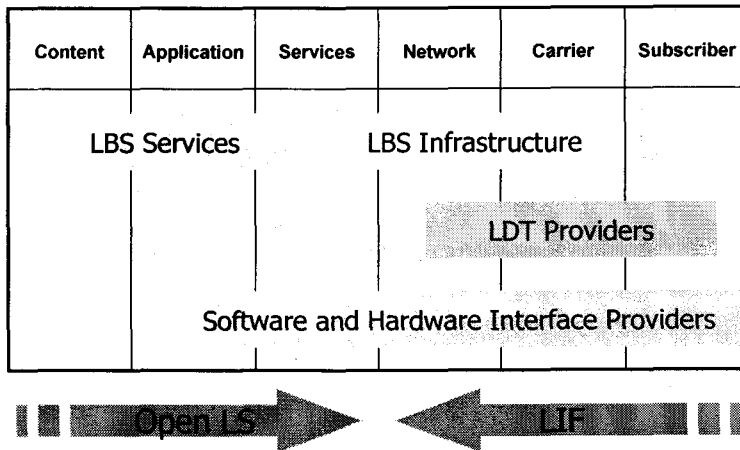 Content Application Services Network Carrier Subscriber
LBS Services LBS Infrastructure
LDT Providers
Software and Hardware Interface Providers
Open LS LIF